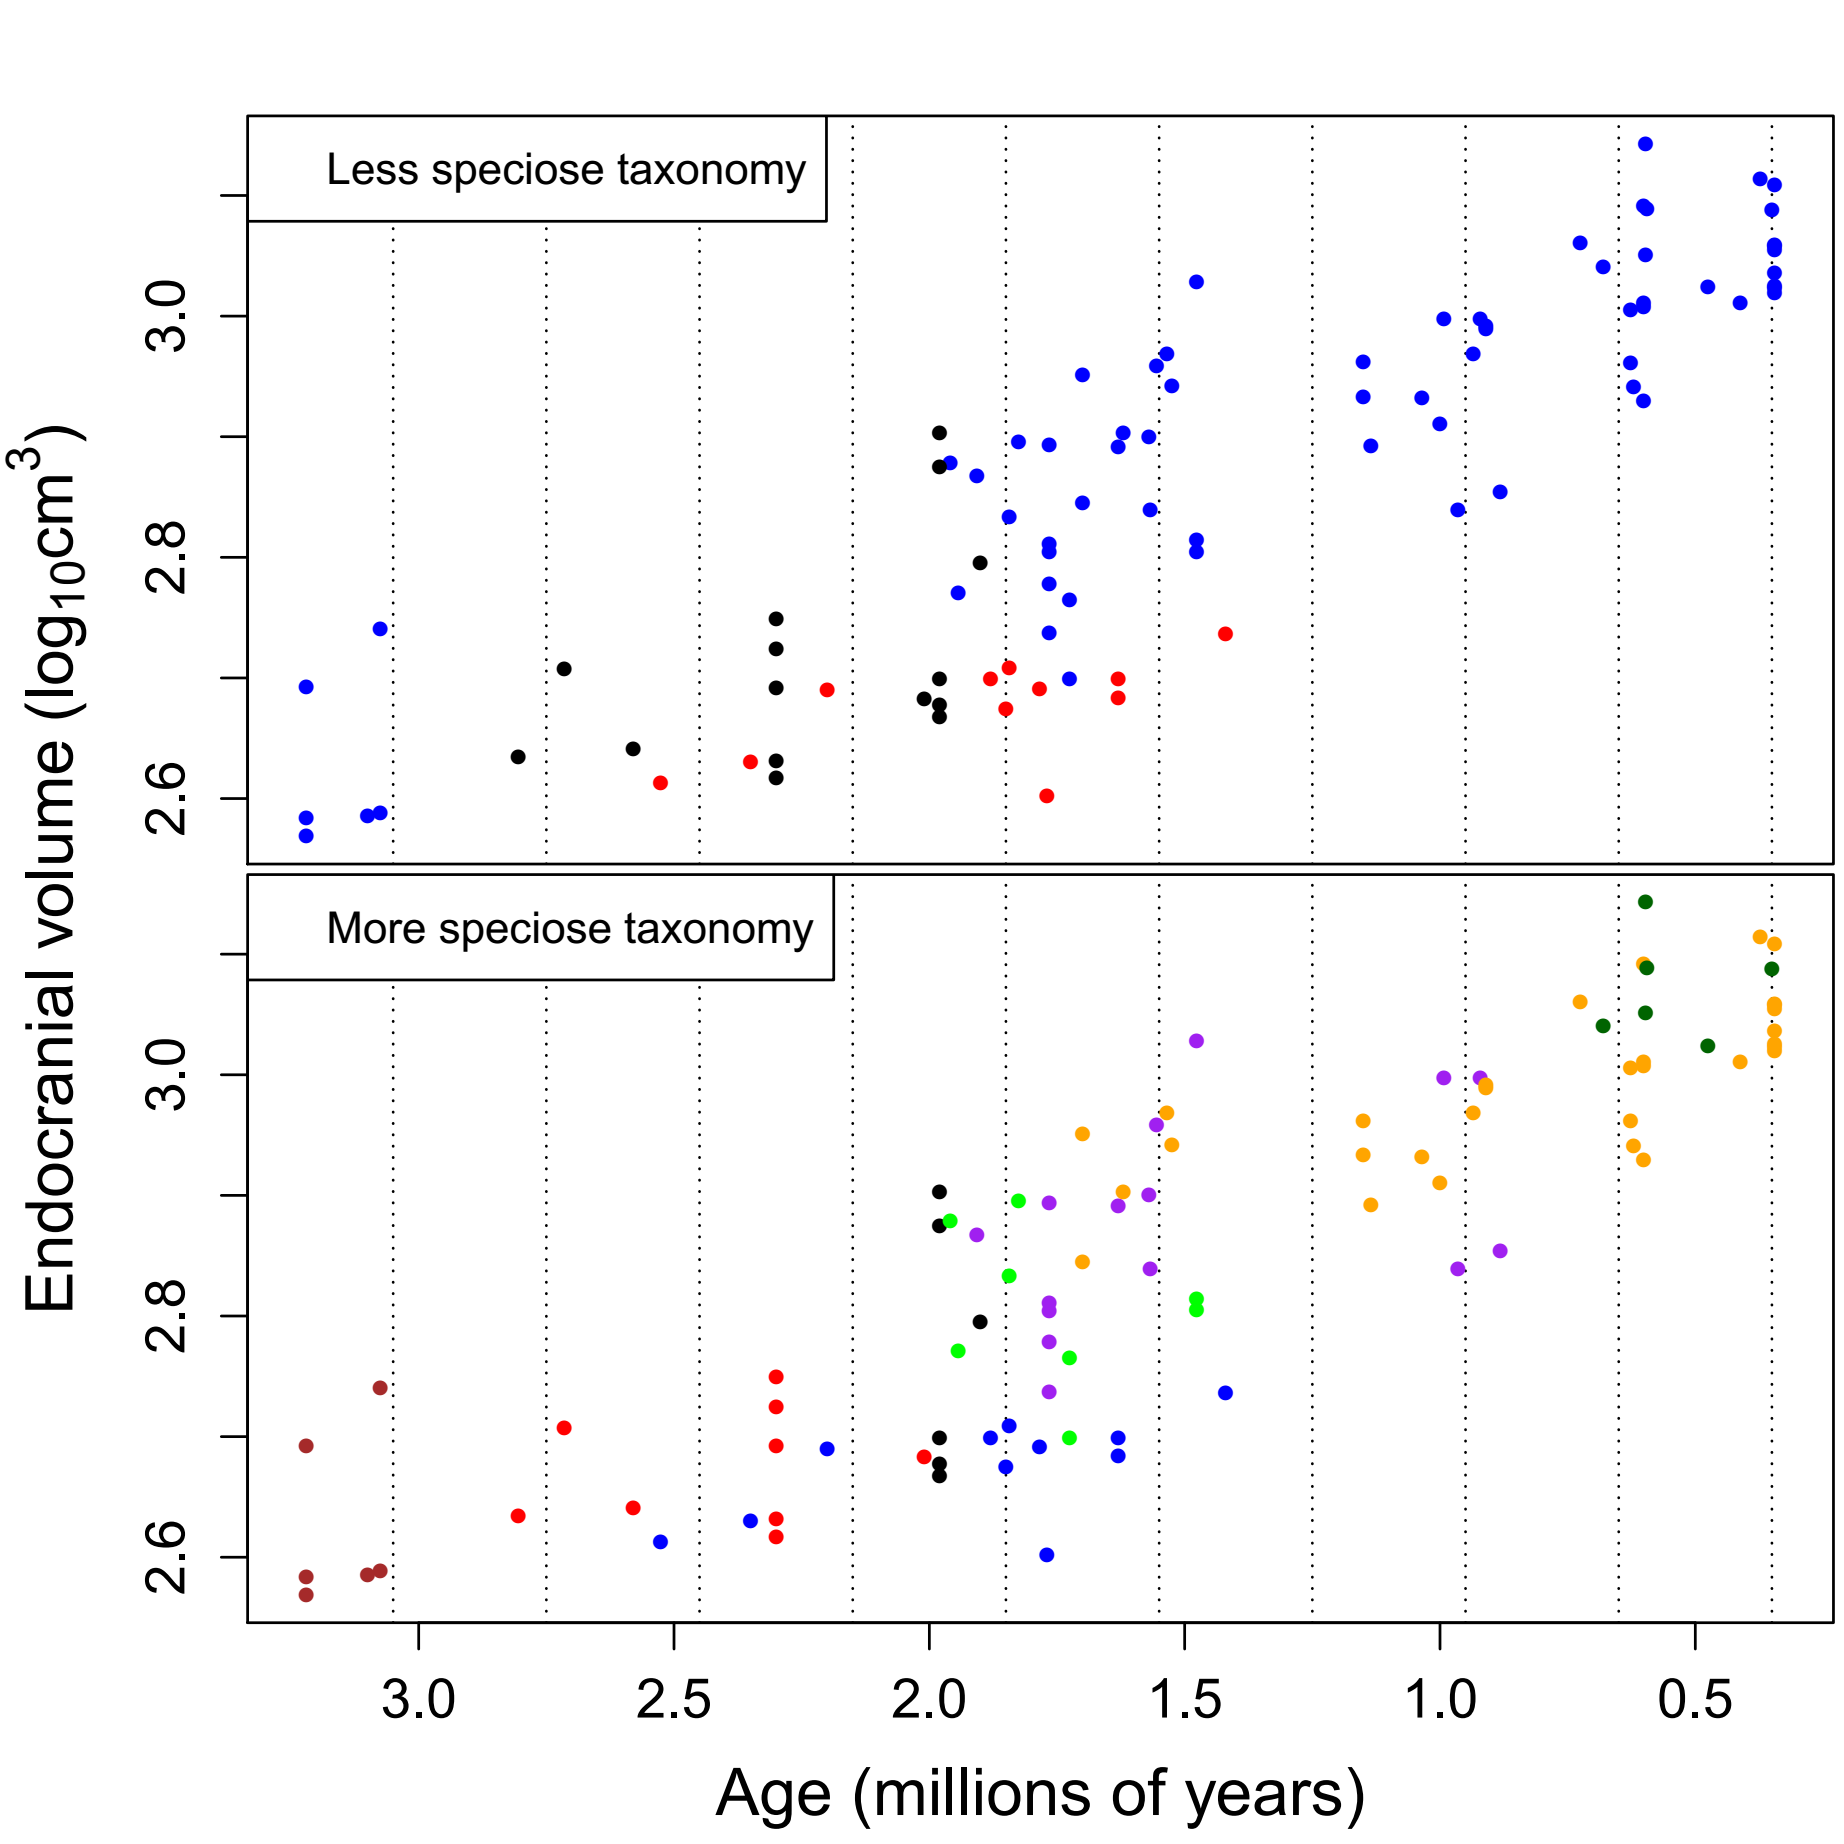 Less speciose taxonomy
3.0
2.8
2.6
Endocranial volume (log₁₀cm³)
More speciose taxonomy
3.0
2.8
2.6
3.0 2.5 2.0 1.5 1.0 0.5
Age (millions of years)